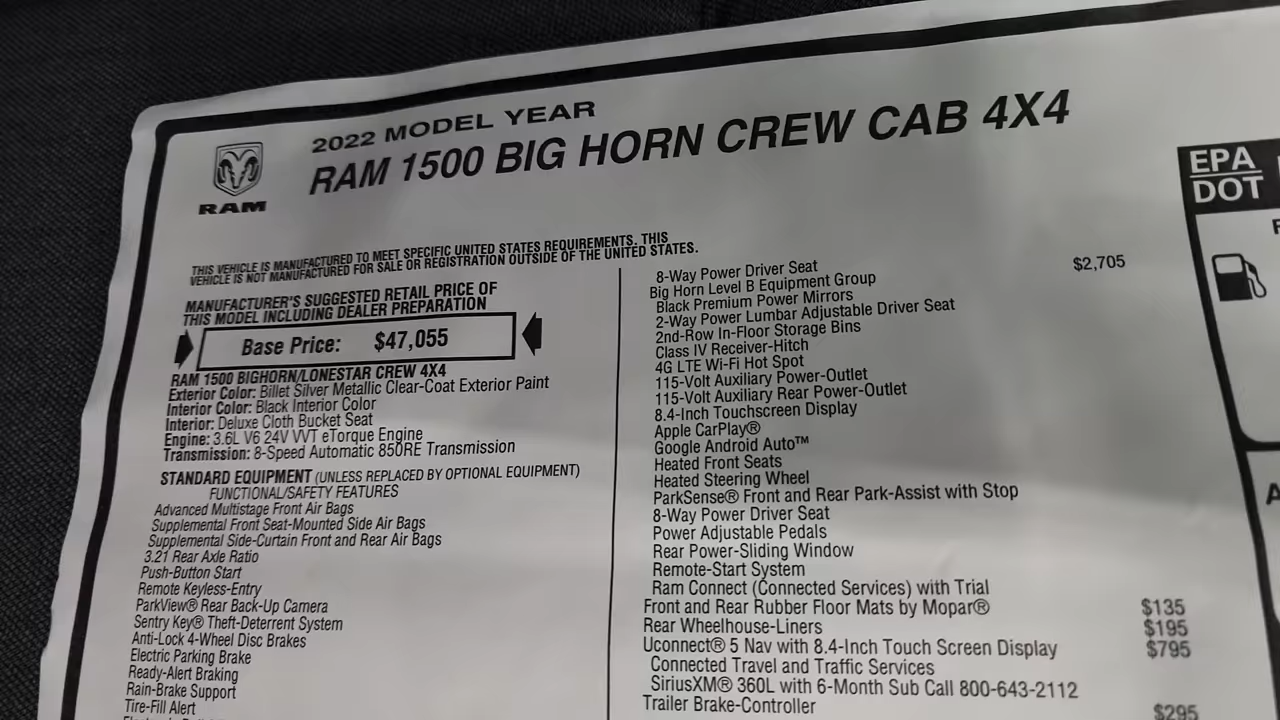 2022 MODEL YEAR
RAM 1500 BIG HORN CREW CAB 4X4
RAM
THIS VEHICLE IS MANUFACTURED TO MEET SPECIFIC UNITED STATES REQUIREMENTS. THIS
VEHICLE IS NOT MANUFACTURED FOR SALE OR REGISTRATION OUTSIDE OF THE UNITED STATES.
MANUFACTURER'S SUGGESTED RETAIL PRICE OF
THIS MODEL INCLUDING DEALER PREPARATION
Base Price: $47,055
RAM 1500 BIGHORN/LONESTAR CREW 4X4
Exterior Color: Billet Silver Metallic Clear-Coat Exterior Paint
Interior Color: Black Interior Color
Interior: Deluxe Cloth Bucket Seat
Engine: 3.6L V6 24V VVT eTorque Engine
Transmission: 8-Speed Automatic 850RE Transmission
STANDARD EQUIPMENT (UNLESS REPLACED BY OPTIONAL EQUIPMENT)
FUNCTIONAL/SAFETY FEATURES
Advanced Multistage Front Air Bags
Supplemental Front Seat-Mounted Side Air Bags
Supplemental Side-Curtain Front and Rear Air Bags
3.21 Rear Axle Ratio
Push-Button Start
Remote Keyless-Entry
ParkView® Rear Back-Up Camera
Sentry Key® Theft-Deterrent System
Anti-Lock 4-Wheel Disc Brakes
Electric Parking Brake
Ready-Alert Braking
Rain-Brake Support
Tire-Fill Alert
8-Way Power Driver Seat
Big Horn Level B Equipment Group $2,705
Black Premium Power Mirrors
2-Way Power Lumbar Adjustable Driver Seat
2nd-Row In-Floor Storage Bins
Class IV Receiver-Hitch
4G LTE Wi-Fi Hot Spot
115-Volt Auxiliary Power-Outlet
115-Volt Auxiliary Rear Power-Outlet
8.4-Inch Touchscreen Display
Apple CarPlay®
Google Android Auto™
Heated Front Seats
Heated Steering Wheel
ParkSense® Front and Rear Park-Assist with Stop
8-Way Power Driver Seat
Power Adjustable Pedals
Rear Power-Sliding Window
Remote-Start System
Ram Connect (Connected Services) with Trial
Front and Rear Rubber Floor Mats by Mopar® $135
Rear Wheelhouse-Liners $195
Uconnect® 5 Nav with 8.4-Inch Touch Screen Display $795
Connected Travel and Traffic Services
SiriusXM® 360L with 6-Month Sub Call 800-643-2112
Trailer Brake-Controller $295
EPA
DOT